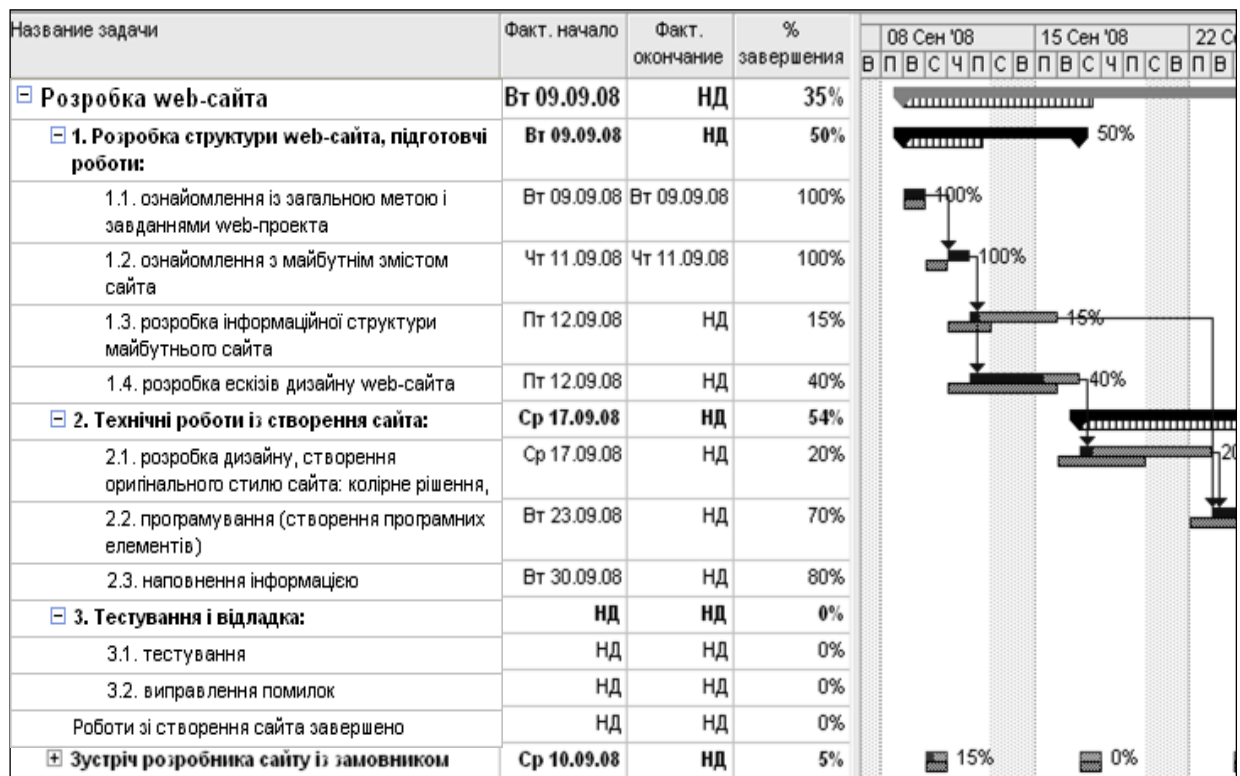 Название задачи Факт. начало Факт. окончание % завершения
08 Сен '08 15 Сен '08 22 С
В П В С Ч П С В П В С Ч П С В П В
Розробка web-сайта Вт 09.09.08 НД 35%
1. Розробка структури web-сайта, підготовчі Вт 09.09.08 НД 50% 50%
роботи:
1.1. ознайомлення із загальною метою і Вт 09.09.08 Вт 09.09.08 100% 100%
завданнями web-проекта
1.2. ознайомлення з майбутнім змістом Чт 11.09.08 Чт 11.09.08 100% 100%
сайта
1.3. розробка інформаційної структури Пт 12.09.08 НД 15% 15%
майбутнього сайта
1.4. розробка ескізів дизайну web-сайта Пт 12.09.08 НД 40% 40%
2. Технічні роботи із створення сайта: Ср 17.09.08 НД 54%
2.1. розробка дизайну, створення Ср 17.09.08 НД 20% 20
оригінального стилю сайта: колірне рішення,
2.2. програмування (створення програмних Вт 23.09.08 НД 70%
елементів)
2.3. наповнення інформацією Вт 30.09.08 НД 80%
3. Тестування і відладка: НД НД 0%
3.1. тестування НД НД 0%
3.2. виправлення помилок НД НД 0%
Роботи зі створення сайта завершено НД НД 0%
Зустріч розробника сайту із замовником Ср 10.09.08 НД 5% 15% 0%